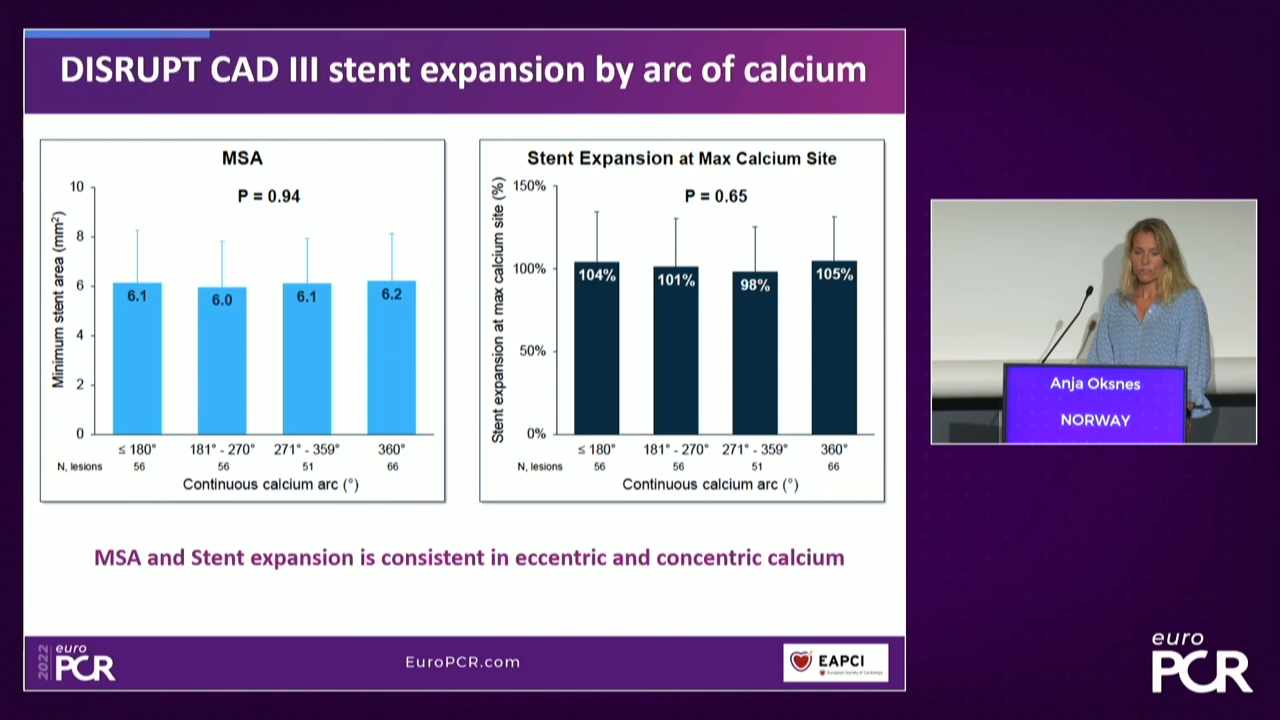 DISRUPT CAD III stent expansion by arc of calcium
MSA
P = 0.94
Minimum stent area (mm²)
10
8
6
4
2
0
6.1
6.0
6.1
6.2
≤ 180°
181° - 270°
271° - 359°
360°
N, lesions
56
56
51
66
Continuous calcium arc (°)
Stent Expansion at Max Calcium Site
P = 0.65
Stent expansion at max calcium site (%)
150%
100%
50%
0%
104%
101%
98%
105%
≤ 180°
181° - 270°
271° - 359°
360°
N, lesions
56
56
51
66
Continuous calcium arc (°)
MSA and Stent expansion is consistent in eccentric and concentric calcium
2022
euro
PCR
EuroPCR.com
EAPCI
European Society of Cardiology
Anja Oksnes
NORWAY
euro
PCR